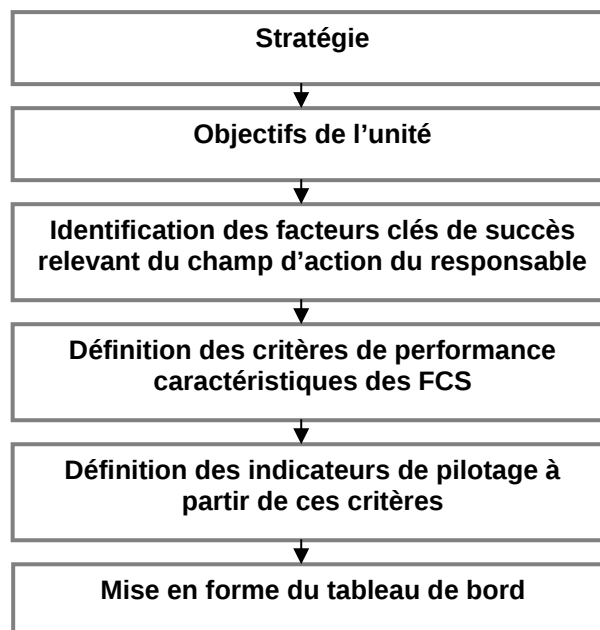 Stratégie
Objectifs de l’unité
Identification des facteurs clés de succès
relevant du champ d’action du responsable
Définition des critères de performance
caractéristiques des FCS
Définition des indicateurs de pilotage à
partir de ces critères
Mise en forme du tableau de bord